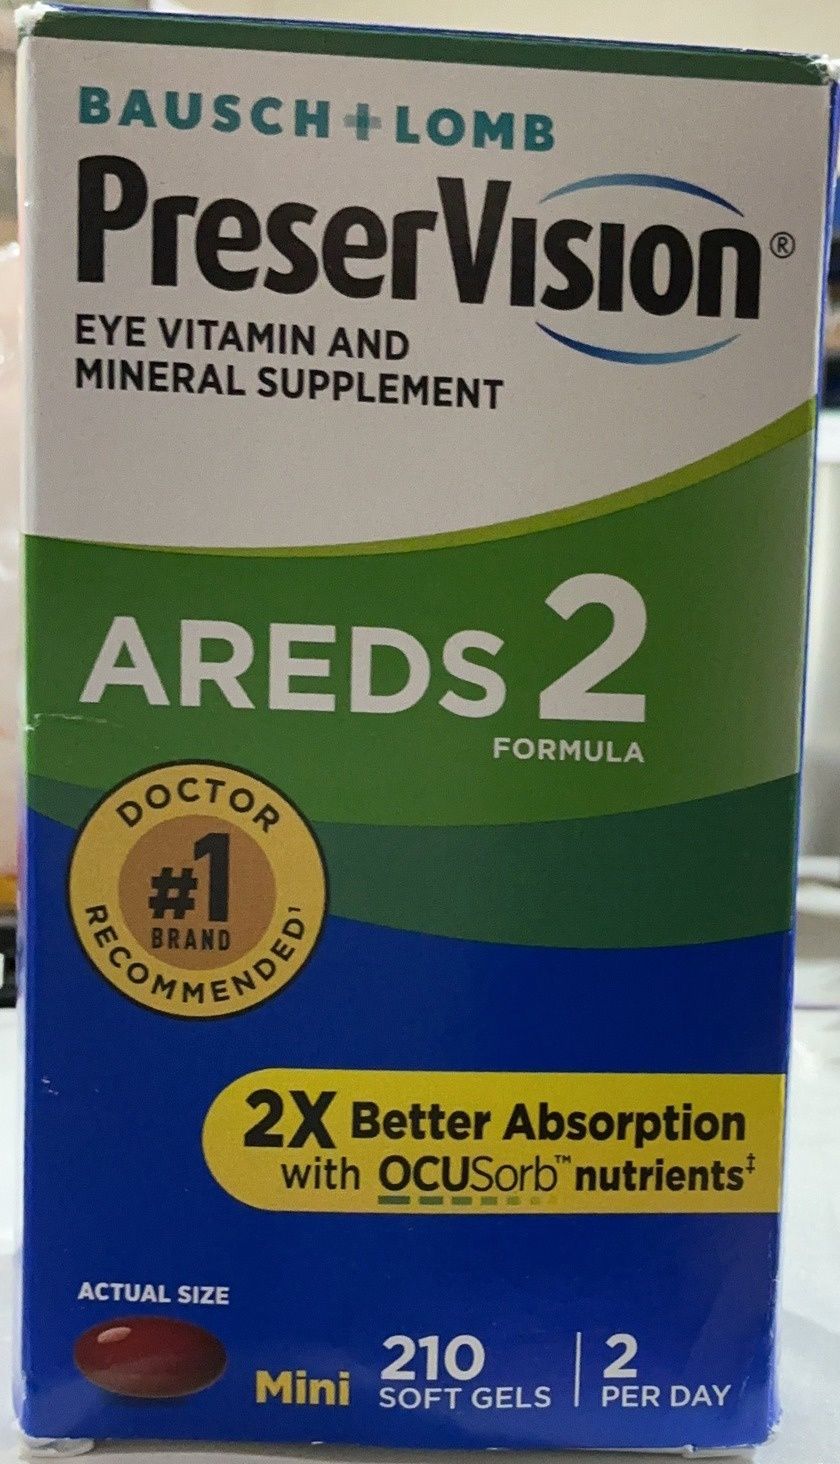 BAUSCH + LOMB
PreserVision®
EYE VITAMIN AND
MINERAL SUPPLEMENT
AREDS 2
FORMULA
DOCTOR
#1
BRAND
RECOMMENDED¹
2X Better Absorption
with OCUSorb™ nutrients‡
ACTUAL SIZE
Mini
210
SOFT GELS
2
PER DAY